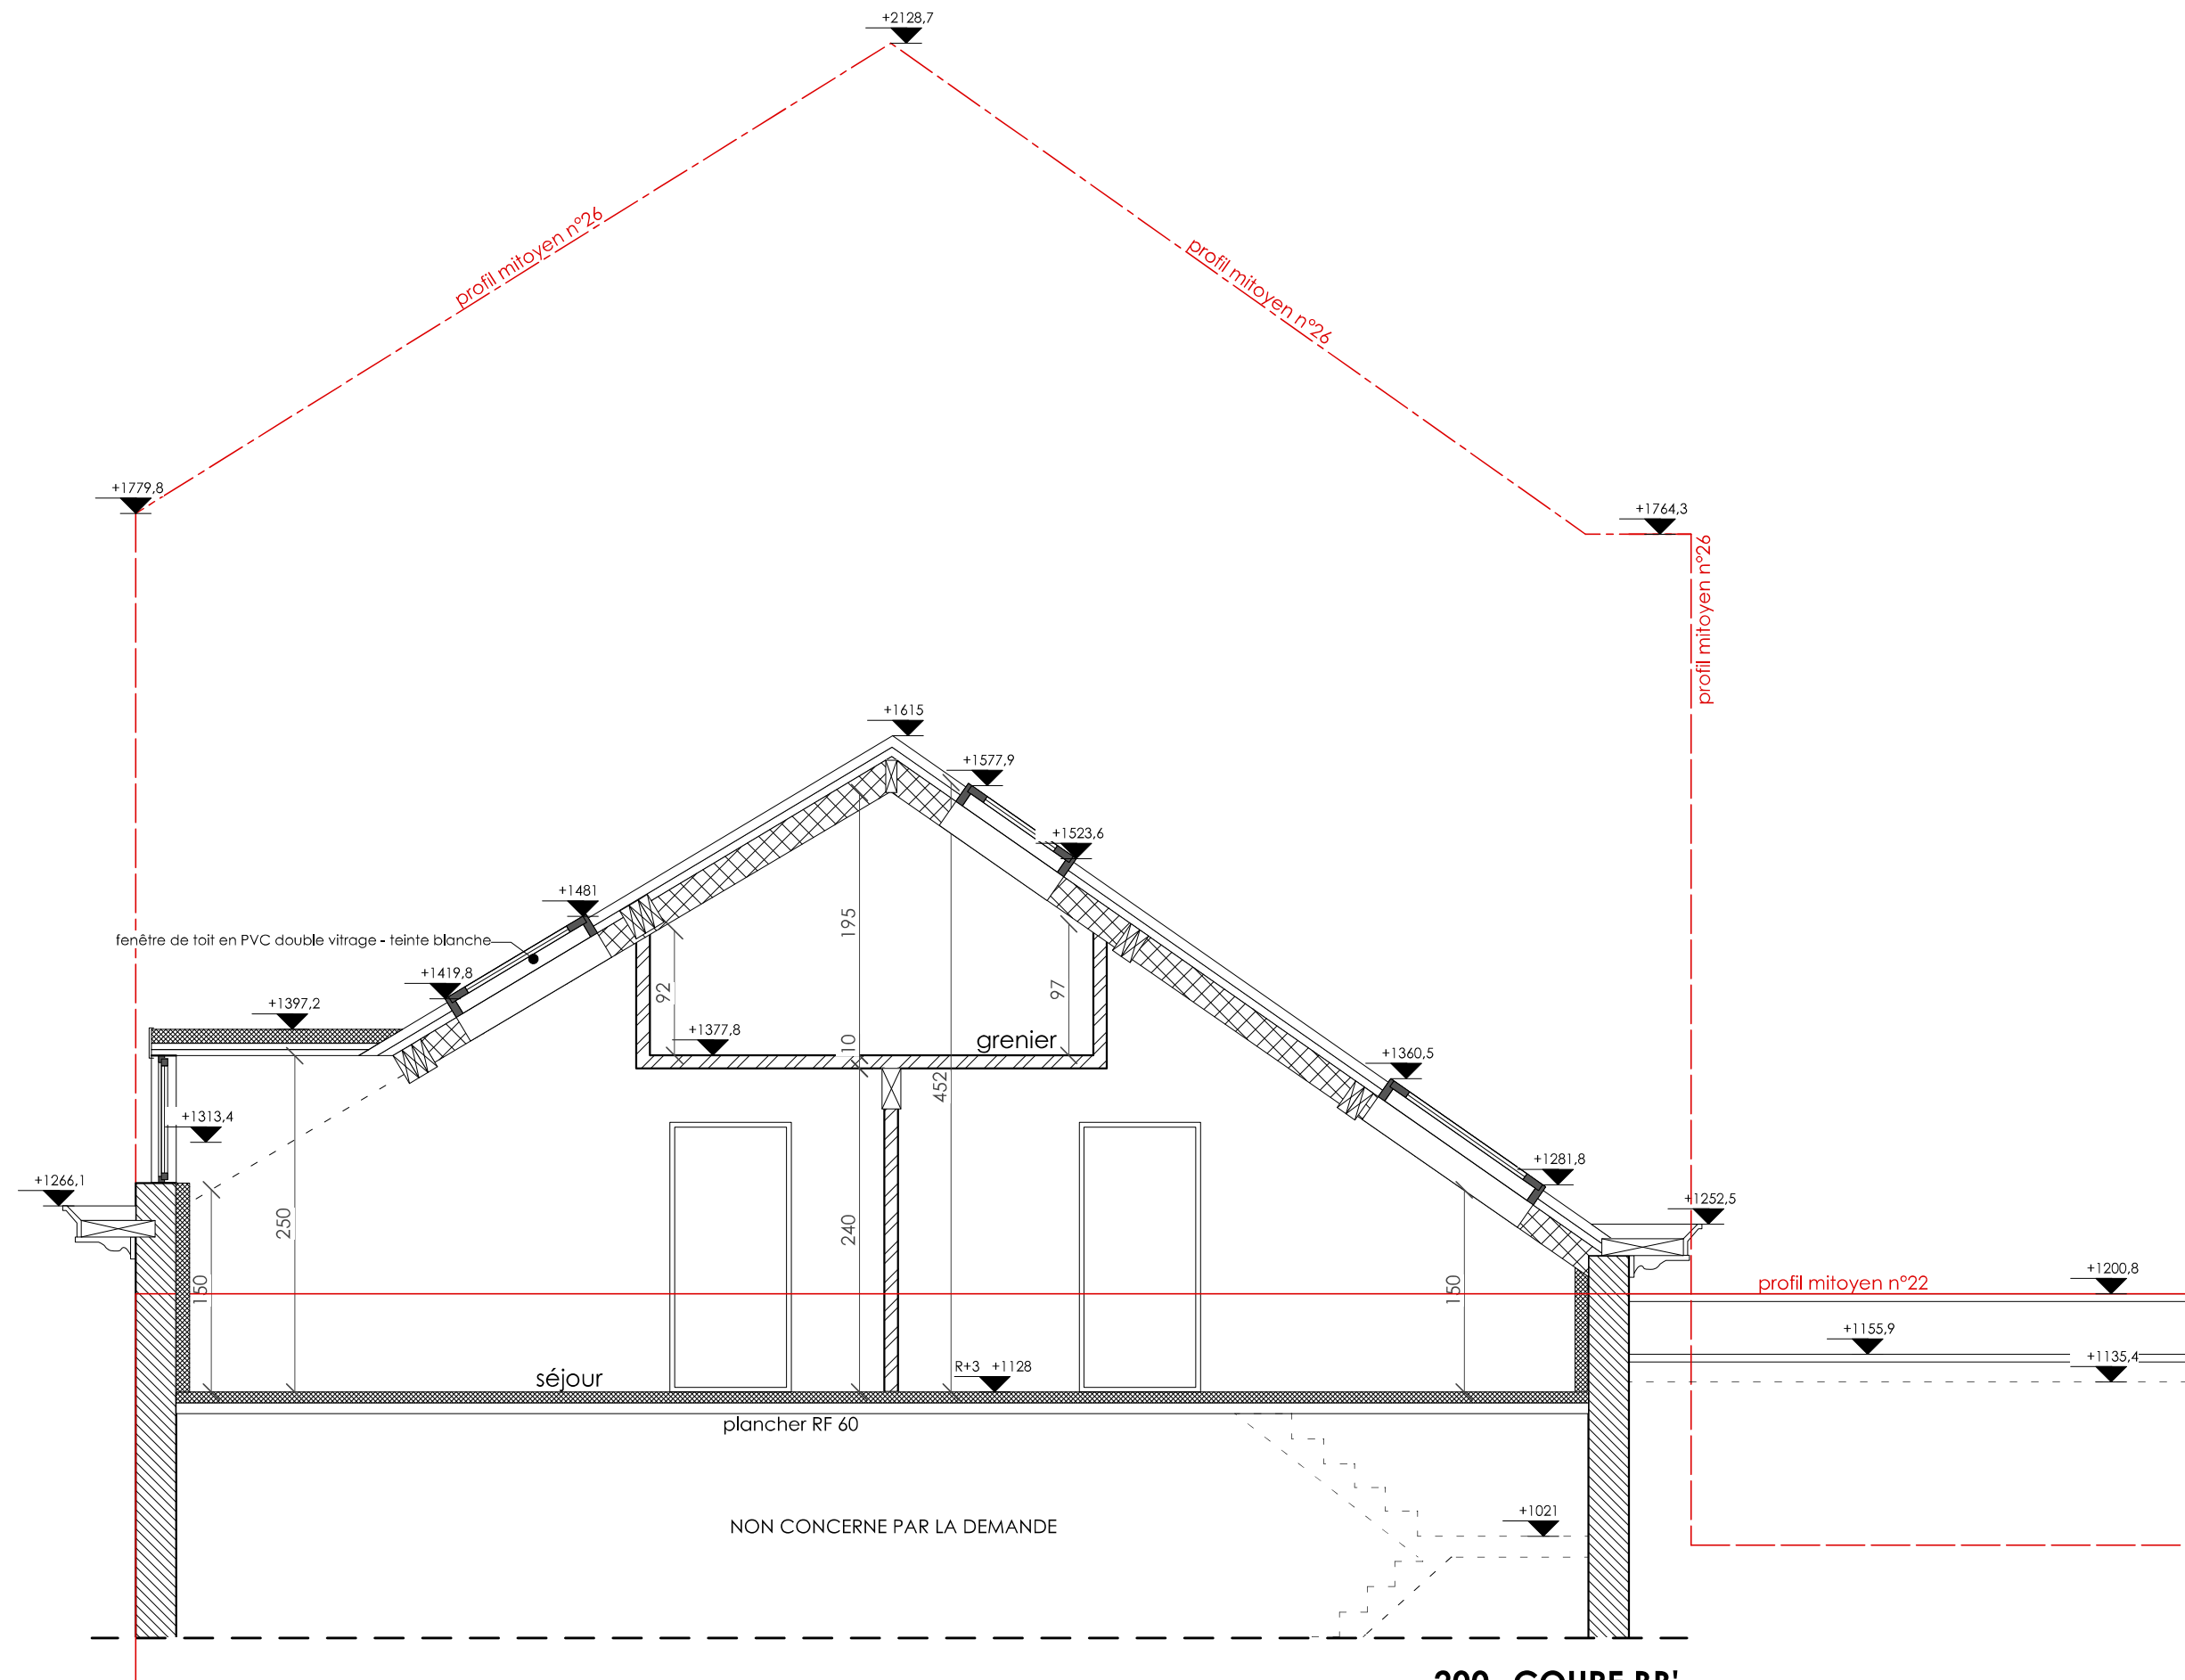 +2128,7
profil mitoyen n°26
profil mitoyen n°26
+1779,8
+1764,3
profil mitoyen n°26
+1615
+1577,9
+1523,6
+1481
fenêtre de toit en PVC double vitrage - teinte blanche
195
+1419,8
92
97
+1397,2
+1377,8
10
grenier
+1360,5
452
+1313,4
+1281,8
+1266,1
+1252,5
250
240
150
150
profil mitoyen n°22
+1200,8
+1155,9
+1135,4
séjour
R+3 +1128
plancher RF 60
NON CONCERNE PAR LA DEMANDE
+1021